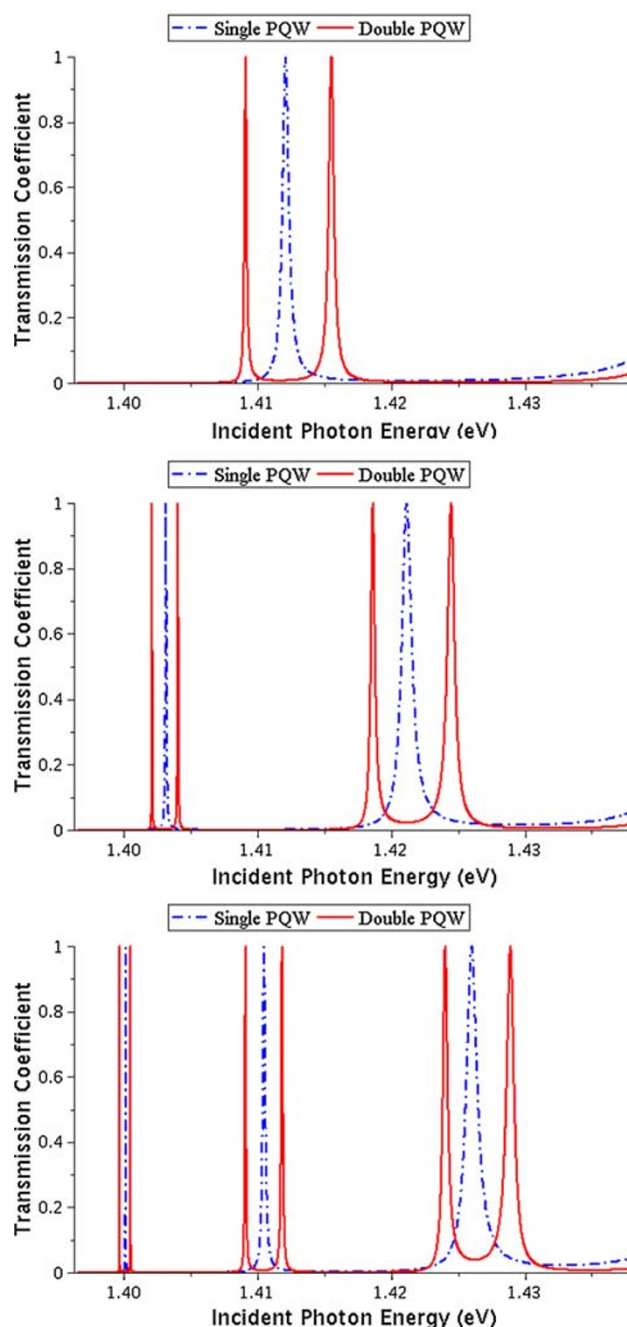 Single PQW Double PQW
Transmission Coefficient
1
0.8
0.6
0.4
0.2
0
1.40 1.41 1.42 1.43
Incident Photon Energy (eV)
Single PQW Double PQW
Transmission Coefficient
1
0.8
0.6
0.4
0.2
0
1.40 1.41 1.42 1.43
Incident Photon Energy (eV)
Single PQW Double PQW
Transmission Coefficient
1
0.8
0.6
0.4
0.2
0
1.40 1.41 1.42 1.43
Incident Photon Energy (eV)